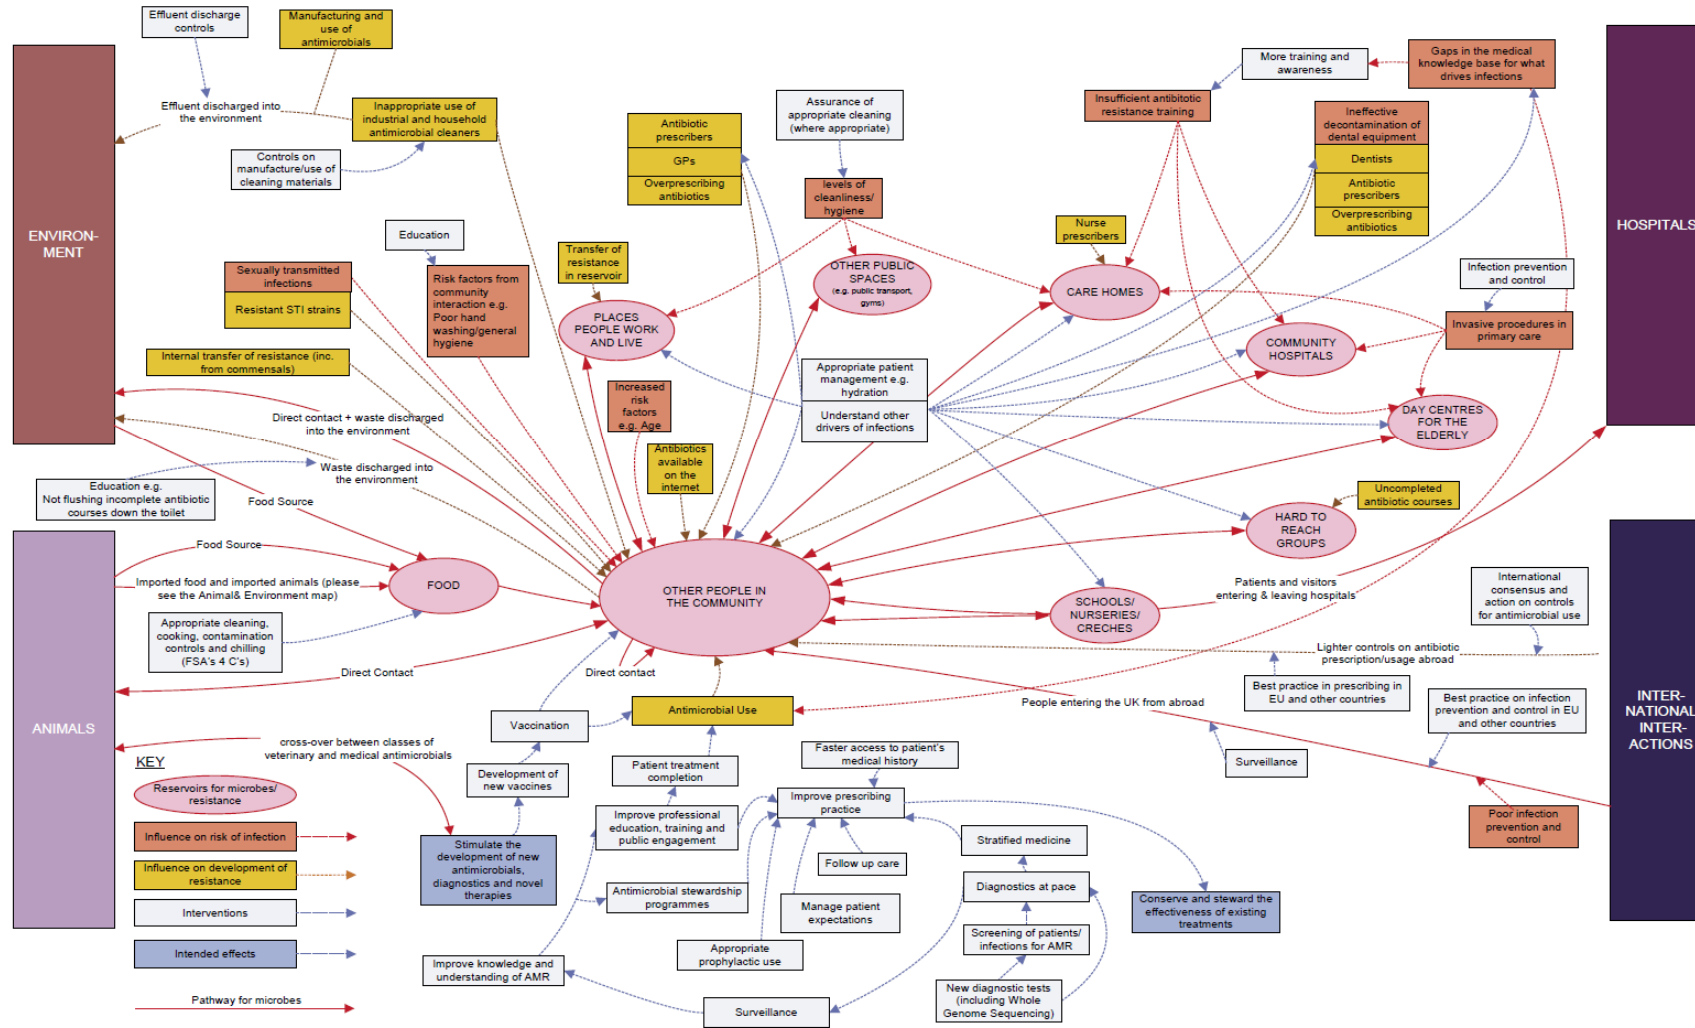 Effluent discharge
controls
Manufacturing and
use of
antimicrobials
Effluent discharged into
the environment
Inappropriate use of
industrial and household
antimicrobial cleaners
Controls on
manufacture/use of
cleaning materials
ENVIRON-
MENT
Sexually transmitted
infections
Resistant STI strains
Internal transfer of resistance (inc.
from commensals)
Education
Risk factors from
community
interaction e.g.
Poor hand
washing/general
hygiene
Antibiotic
prescribers
GPs
Overprescribing
antibiotics
Assurance of
appropriate cleaning
(where appropriate)
levels of
cleanliness/
hygiene
Transfer of
resistance
in reservoir
PLACES
PEOPLE WORK
AND LIVE
OTHER PUBLIC
SPACES
(e.g. public transport,
gyms)
More training and
awareness
Gaps in the medical
knowledge base for what
drives infections
Insufficient antibitotic
resistance training
Ineffective
decontamination of
dental equipment
Dentists
Antibiotic
prescribers
Overprescribing
antibiotics
Nurse
prescribers
CARE HOMES
COMMUNITY
HOSPITALS
Infection prevention
and control
Invasive procedures in
primary care
DAY CENTRES
FOR THE
ELDERLY
HOSPITALS
Appropriate patient
management e.g.
hydration
Understand other
drivers of infections
Increased
risk
factors
e.g. Age
Antibiotics
available
on the
internet
Direct contact + waste discharged
into the environment
Waste discharged into
the environment
Education e.g.
Not flushing incomplete antibiotic
courses down the toilet
Food Source
Uncompleted
antibiotic courses
HARD TO
REACH
GROUPS
ANIMALS
Food Source
Imported food and imported animals (please
see the Animal& Environment map)
FOOD
Appropriate cleaning,
cooking, contamination
controls and chilling
(FSA's 4 C's)
Direct Contact
OTHER PEOPLE IN
THE COMMUNITY
Direct contact
SCHOOLS/
NURSERIES/
CRECHES
Patients and visitors
entering & leaving hospitals
International
consensus and
action on controls
for antimicrobial use
Lighter controls on antibiotic
prescription/usage abroad
Best practice in prescribing in
EU and other countries
People entering the UK from abroad
Best practice on infection
prevention and control in EU
and other countries
Surveillance
Poor infection
prevention and
control
INTER-
NATIONAL
INTER-
ACTIONS
Antimicrobial Use
Vaccination
cross-over between classes of
veterinary and medical antimicrobials
Development of
new vaccines
Patient treatment
completion
Improve professional
education, training and
public engagement
Stimulate the
development of new
antimicrobials,
diagnostics and novel
therapies
Antimicrobial stewardship
programmes
Faster access to patient's
medical history
Improve prescribing
practice
Follow up care
Manage patient
expectations
Appropriate
prophylactic use
Stratified medicine
Diagnostics at pace
Screening of patients/
infections for AMR
New diagnostic tests
(including Whole
Genome Sequencing)
Conserve and steward the
effectiveness of existing
treatments
Improve knowledge and
understanding of AMR
Surveillance
KEY
Reservoirs for microbes/
resistance
Influence on risk of infection
Influence on development of
resistance
Interventions
Intended effects
Pathway for microbes